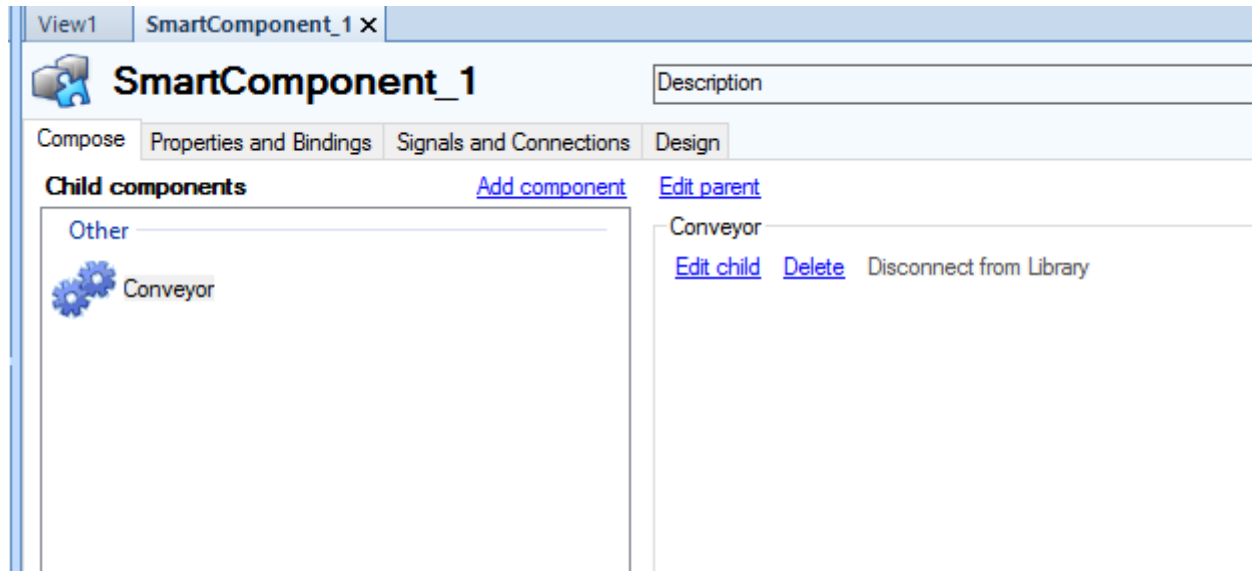 View1 SmartComponent_1 X
SmartComponent_1 Description
Compose Properties and Bindings Signals and Connections Design
Child components Add component Edit parent
Other Conveyor
Edit child Delete Disconnect from Library
Conveyor